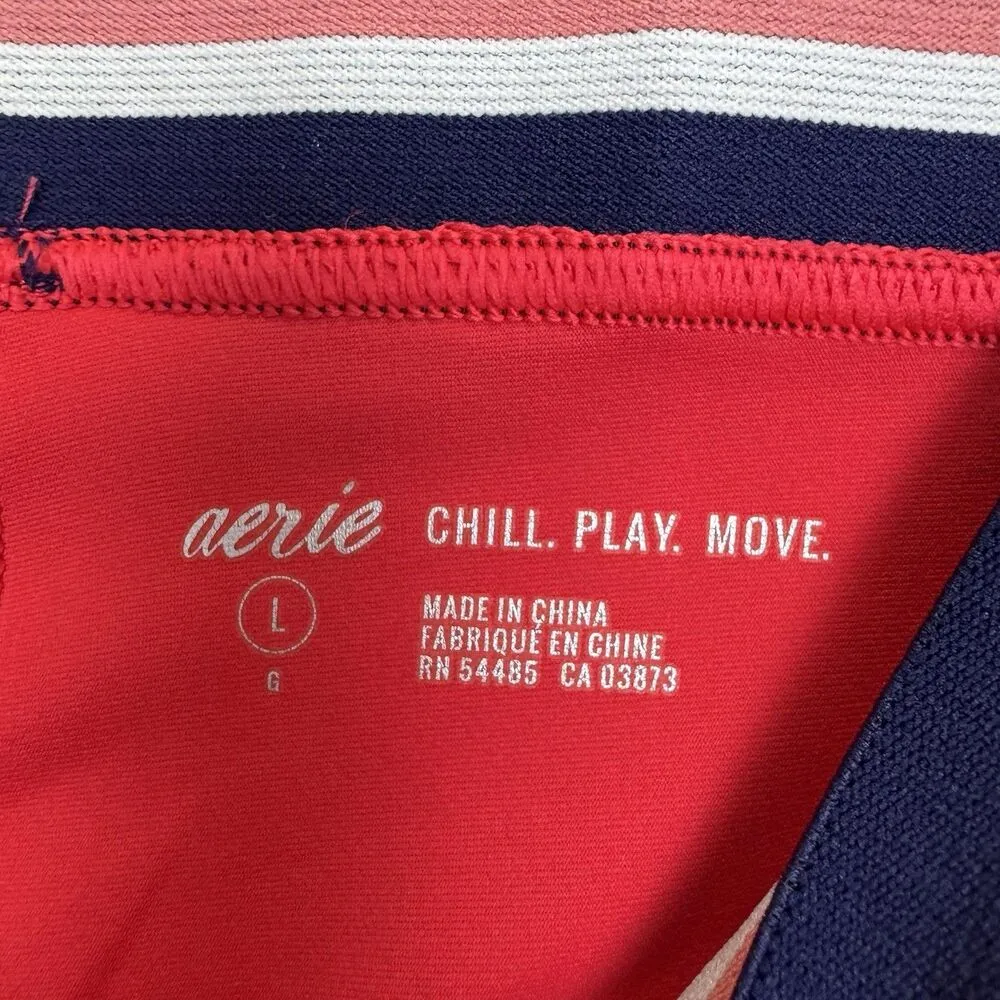 aerie CHILL. PLAY. MOVE.
L
G
MADE IN CHINA
FABRIQUÉ EN CHINE
RN 54485 CA 03873